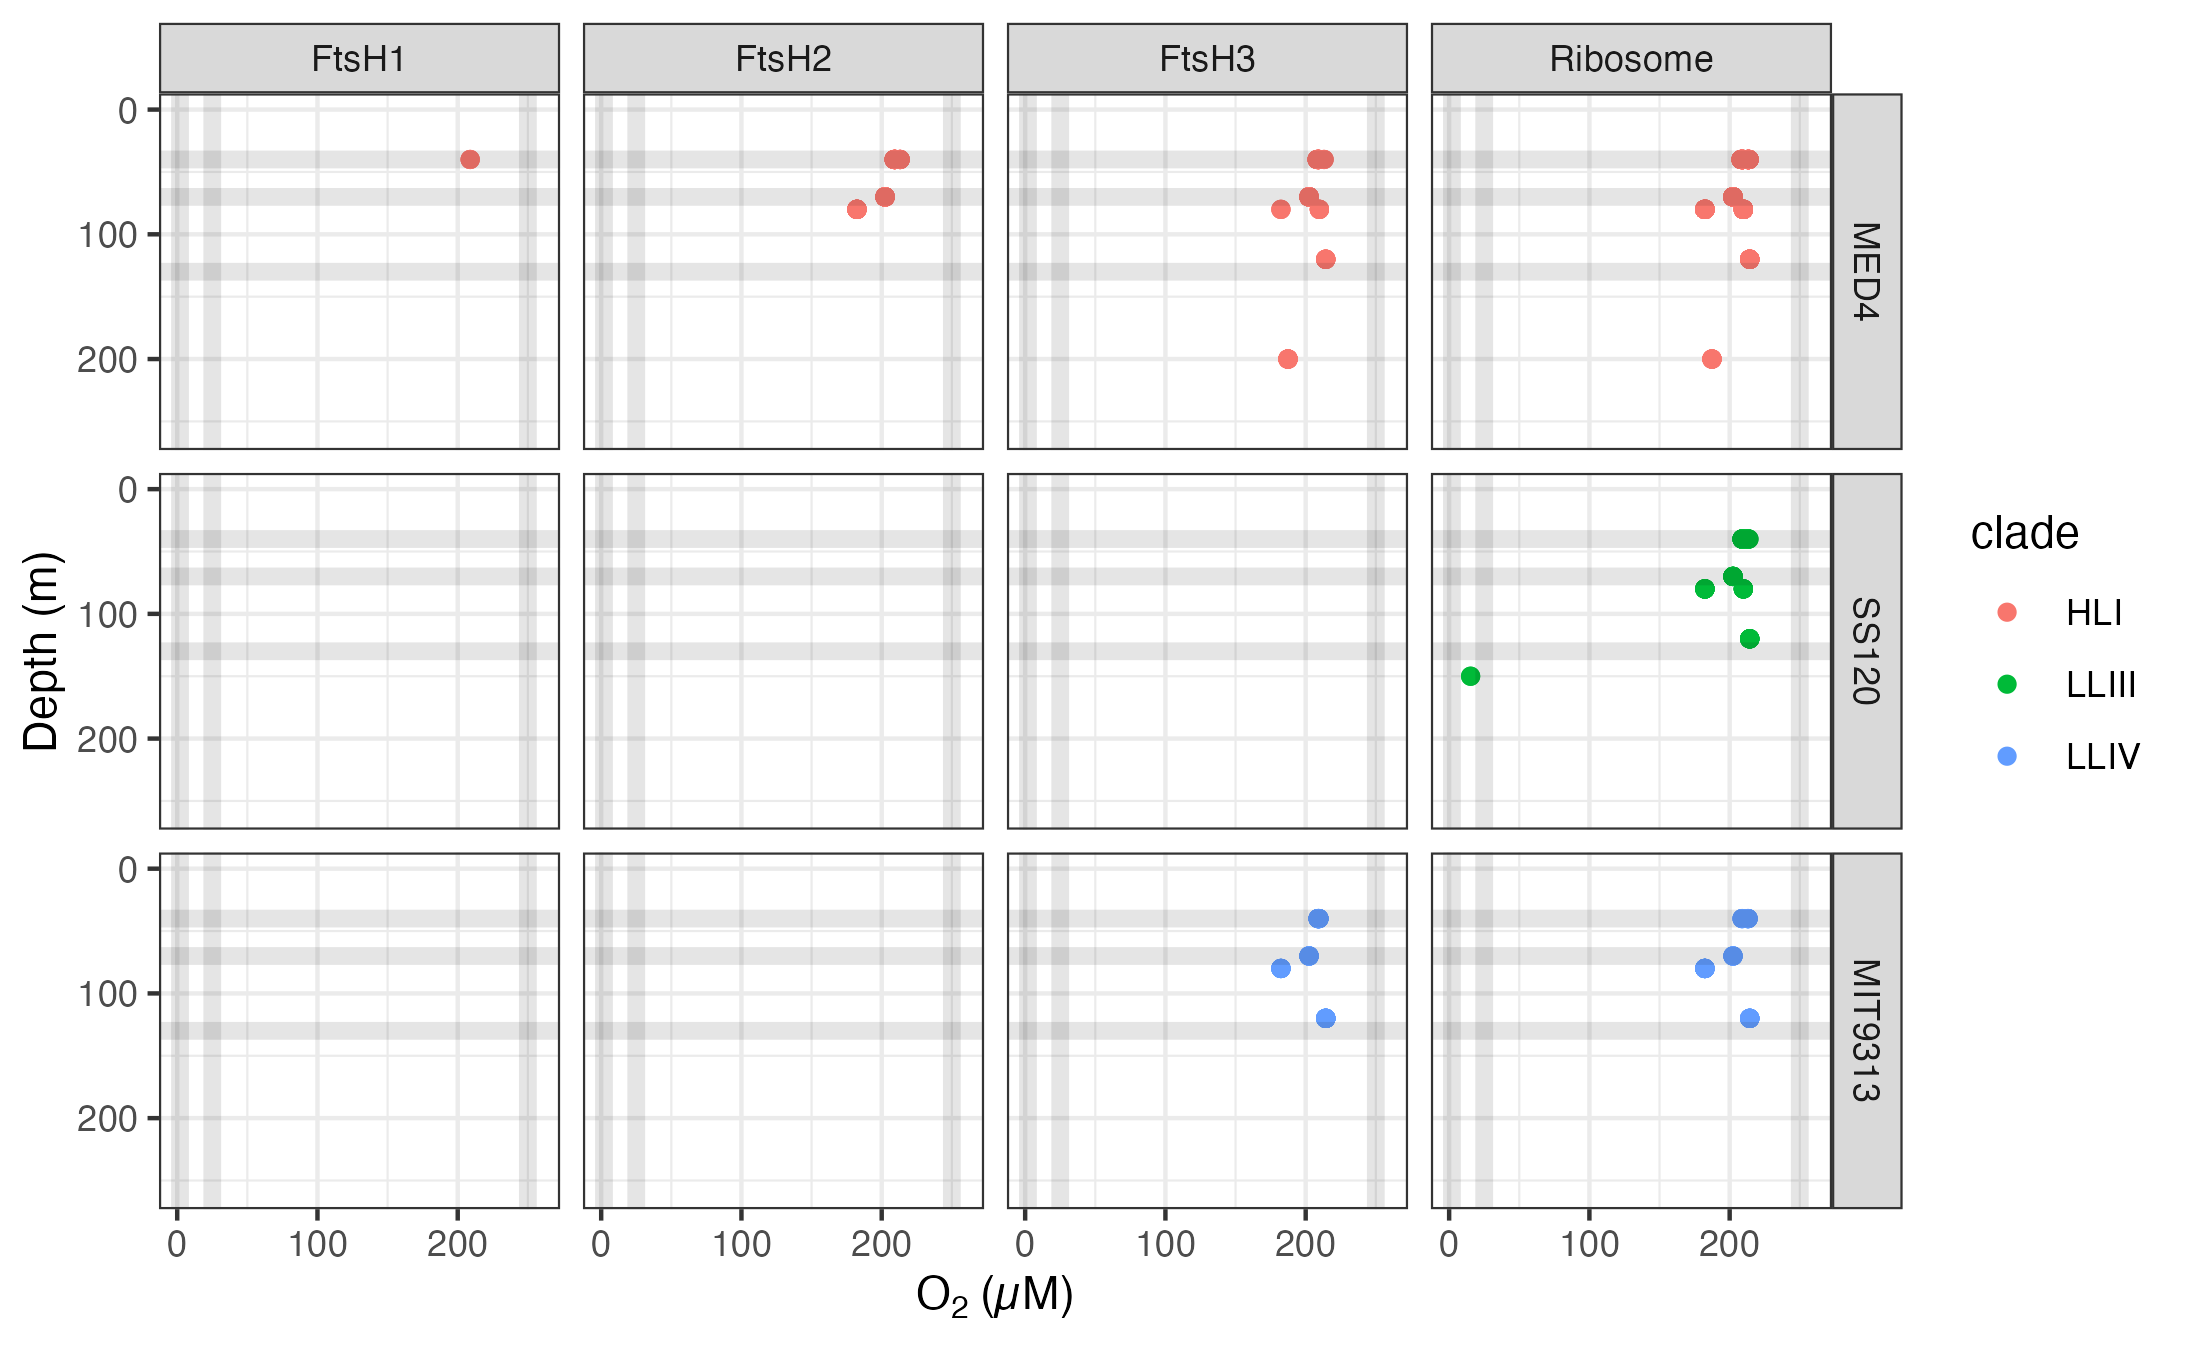 FtsH1 FtsH2 FtsH3 Ribosome
0
100
200
MED4
0
100
200
SS120
0
100
200
MIT9313
0 100 200 0 100 200 0 100 200 0 100 200
O₂ (μM)
Depth (m)
clade
HLI
LLIII
LLIV